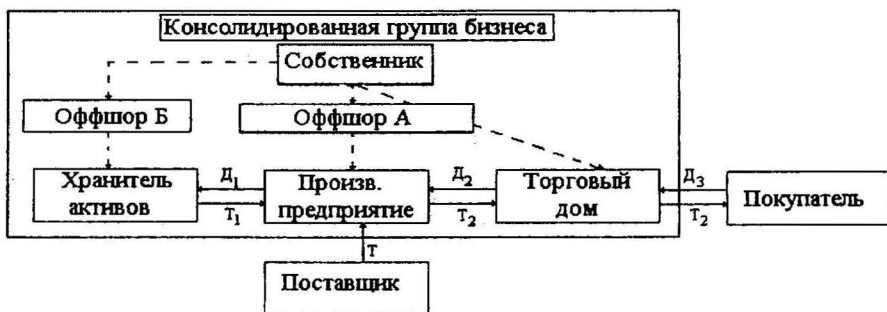 Консолидированная группа бизнеса
Собственник
Оффшор Б
Оффшор А
Хранитель
активов
Д1
Т1
Произв.
предприятие
Д2
Т2
Торговый
дом
Д3
Т2
Покупатель
Т
Поставщик